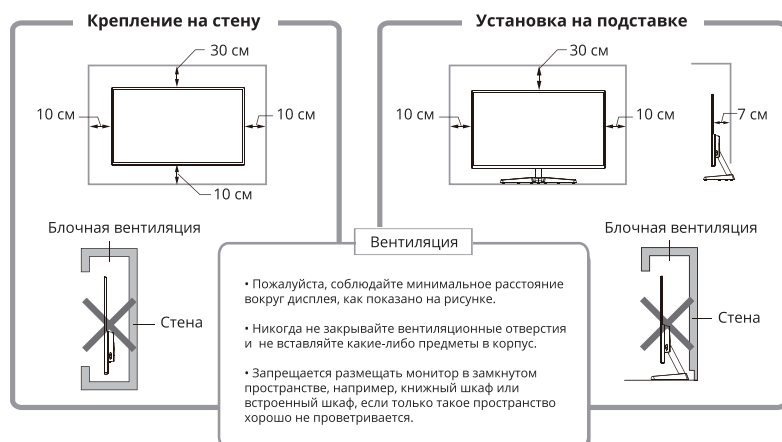 Крепление на стену
30 см
10 см
10 см
10 см
Блочная вентиляция
Стена
Установка на подставке
30 см
10 см
10 см
7 см
Блочная вентиляция
Стена
Вентиляция
• Пожалуйста, соблюдайте минимальное расстояние
вокруг дисплея, как показано на рисунке.
• Никогда не закрывайте вентиляционные отверстия
и не вставляйте какие-либо предметы в корпус.
• Запрещается размещать монитор в замкнутом
пространстве, например, книжный шкаф или
встроенный шкаф, если только такое пространство
хорошо не проветривается.